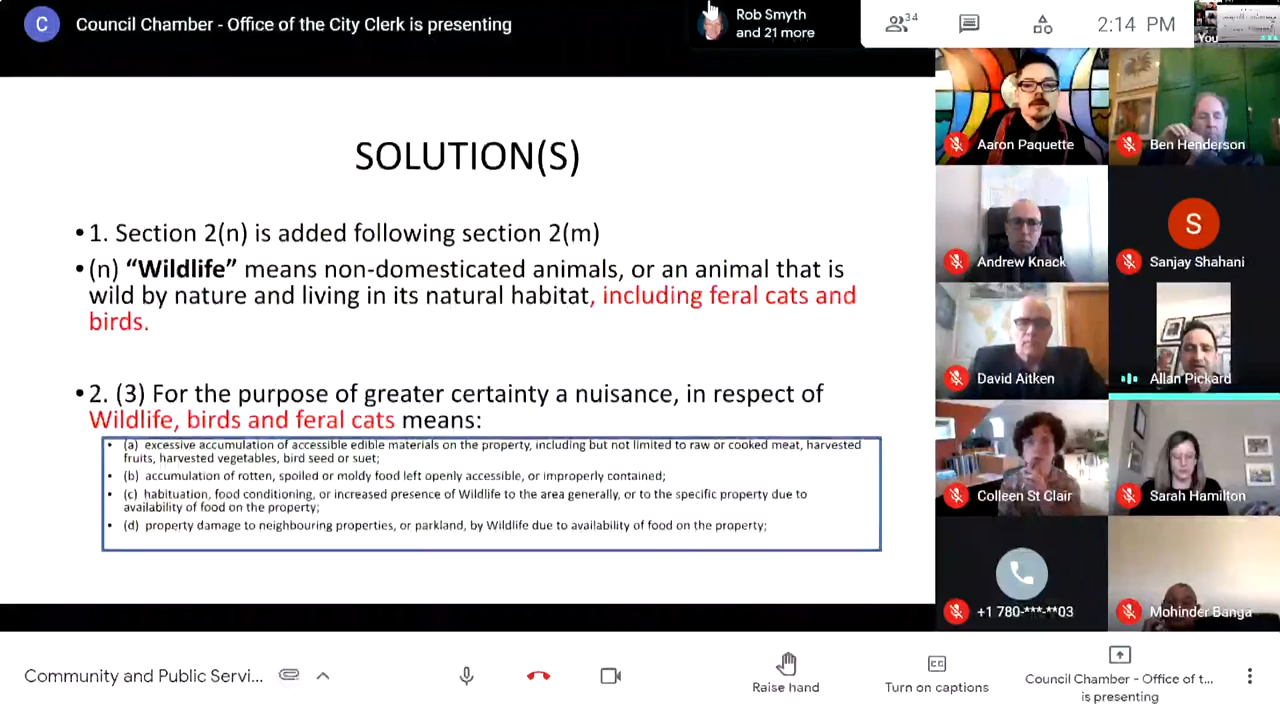 C
Council Chamber - Office of the City Clerk is presenting
Rob Smyth
and 21 more
34
2:14 PM
You
SOLUTION(S)
• 1. Section 2(n) is added following section 2(m)
• (n) “Wildlife” means non-domesticated animals, or an animal that is
wild by nature and living in its natural habitat, including feral cats and
birds.
• 2. (3) For the purpose of greater certainty a nuisance, in respect of
Wildlife, birds and feral cats means:
• (a) excessive accumulation of accessible edible materials on the property, including but not limited to raw or cooked meat, harvested
fruits, harvested vegetables, bird seed or suet;
• (b) accumulation of rotten, spoiled or moldy food left openly accessible, or improperly contained;
• (c) habituation, food conditioning, or increased presence of Wildlife to the area generally, or to the specific property due to
availability of food on the property;
• (d) property damage to neighbouring properties, or parkland, by Wildlife due to availability of food on the property;
Aaron Paquette
Ben Henderson
Andrew Knack
S
Sanjay Shahani
David Aitken
Allan Pickard
Colleen St Clair
Sarah Hamilton
+1 780-***-**03
Mohinder Banga
Community and Public Servi...
Raise hand
CC
Turn on captions
Council Chamber - Office of t...
is presenting